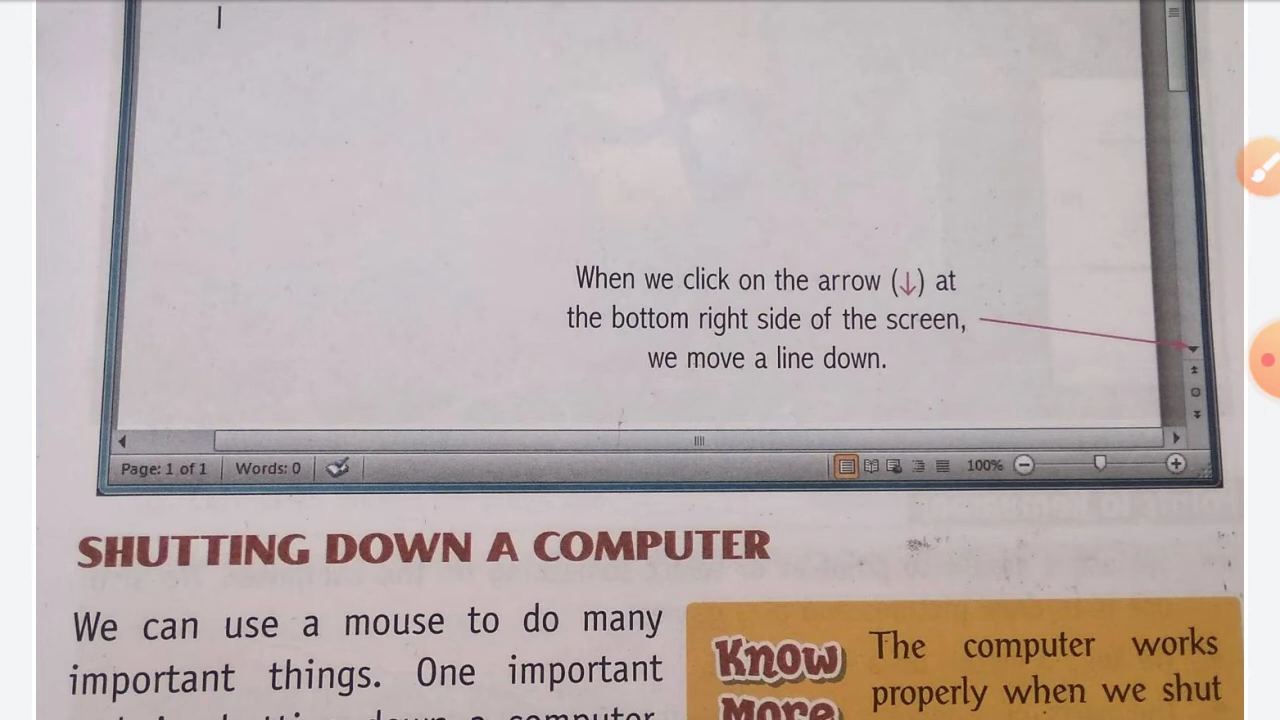 When we click on the arrow (↓) at
the bottom right side of the screen,
we move a line down.
Page: 1 of 1 Words: 0 100%
SHUTTING DOWN A COMPUTER
We can use a mouse to do many
important things. One important
down a computer
Know
More
The computer works
properly when we shut